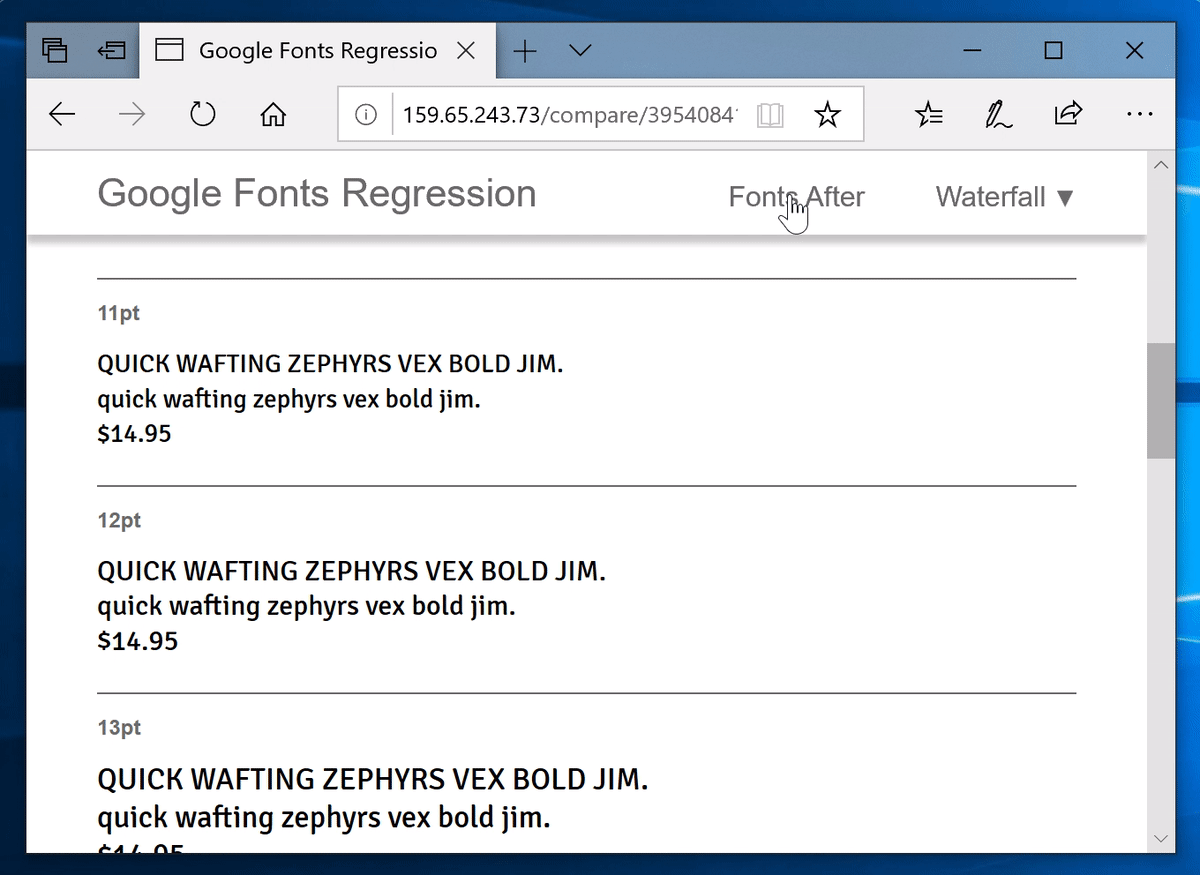 Google Fonts Regressio
159.65.243.73/compare/3954084
Google Fonts Regression
Fonts After
Waterfall ▼
11pt
QUICK WAFTING ZEPHYRS VEX BOLD JIM.
quick wafting zephyrs vex bold jim.
$14.95
12pt
QUICK WAFTING ZEPHYRS VEX BOLD JIM.
quick wafting zephyrs vex bold jim.
$14.95
13pt
QUICK WAFTING ZEPHYRS VEX BOLD JIM.
quick wafting zephyrs vex bold jim.
$14.95